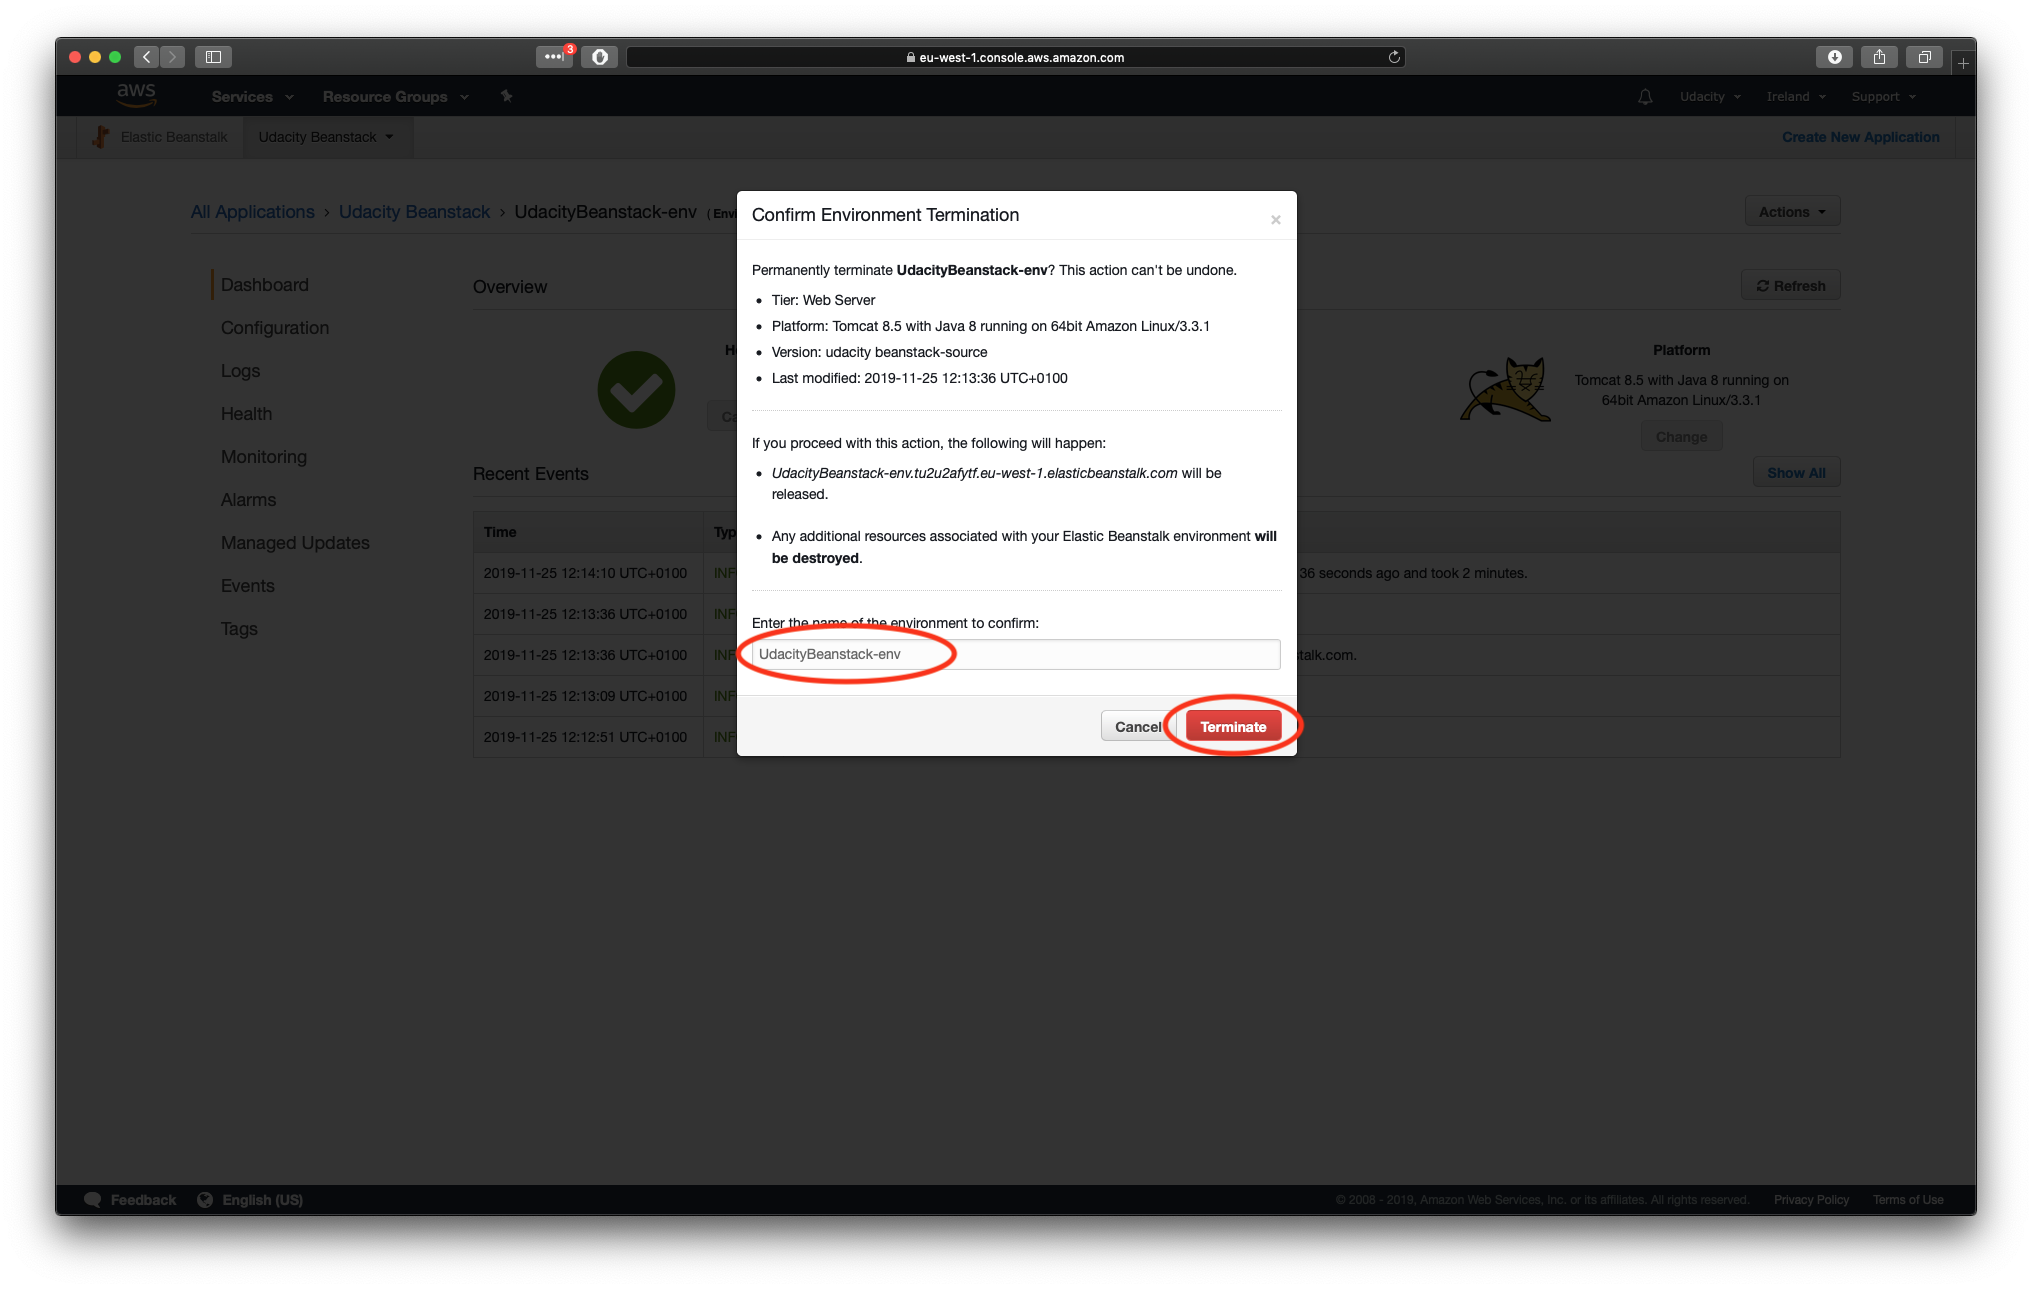 3
eu-west-1.console.aws.amazon.com
aws
Services
Resource Groups
Udacity
Ireland
Support
Elastic Beanstalk
Udacity Beanstack
Create New Application
All Applications › Udacity Beanstack › UdacityBeanstack-env
Actions
Dashboard
Configuration
Logs
Health
Monitoring
Alarms
Managed Updates
Events
Tags
Overview
Refresh
Platform
Tomcat 8.5 with Java 8 running on
64bit Amazon Linux/3.3.1
Change
Recent Events
Show All
Time
2019-11-25 12:14:10 UTC+0100
36 seconds ago and took 2 minutes.
2019-11-25 12:13:36 UTC+0100
2019-11-25 12:13:36 UTC+0100
talk.com.
2019-11-25 12:13:09 UTC+0100
2019-11-25 12:12:51 UTC+0100
Confirm Environment Termination
×
Permanently terminate UdacityBeanstack-env? This action can't be undone.
• Tier: Web Server
• Platform: Tomcat 8.5 with Java 8 running on 64bit Amazon Linux/3.3.1
• Version: udacity beanstack-source
• Last modified: 2019-11-25 12:13:36 UTC+0100
If you proceed with this action, the following will happen:
• UdacityBeanstack-env.tu2u2afytf.eu-west-1.elasticbeanstalk.com will be
released.
• Any additional resources associated with your Elastic Beanstalk environment will
be destroyed.
Enter the name of the environment to confirm:
UdacityBeanstack-env
Cancel
Terminate
Feedback
English (US)
© 2008 - 2019, Amazon Web Services, Inc. or its affiliates. All rights reserved.
Privacy Policy
Terms of Use